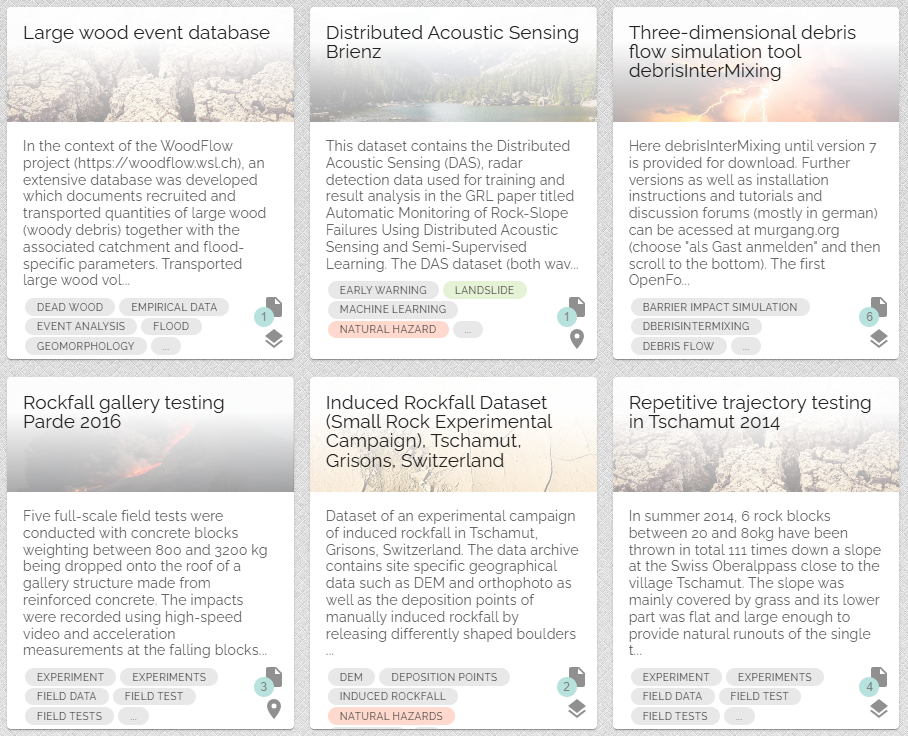 Large wood event database
In the context of the WoodFlow
project (https://woodflow.wsl.ch), an
extensive database was developed
which documents recruited and
transported quantities of large wood
(woody debris) together with the
associated catchment and flood-
specific parameters. Transported
large wood vol...
DEAD WOOD EMPIRICAL DATA
EVENT ANALYSIS FLOOD
GEOMORPHOLOGY ...
1
Distributed Acoustic Sensing
Brienz
This dataset contains the Distributed
Acoustic Sensing (DAS), radar
detection data used for training and
result analysis in the GRL paper titled
Automatic Monitoring of Rock-Slope
Failures Using Distributed Acoustic
Sensing and Semi-Supervised
Learning. The DAS dataset (both wav...
EARLY WARNING LANDSLIDE
MACHINE LEARNING
NATURAL HAZARD ...
1
Three-dimensional debris
flow simulation tool
debrisInterMixing
Here debrisInterMixing until version 7
is provided for download. Further
versions as well as installation
instructions and tutorials and
discussion forums (mostly in german)
can be acessed at murgang.org
(choose "als Gast anmelden" and then
scroll to the bottom). The first
OpenFo...
BARRIER IMPACT SIMULATION
DBERISINTERMIXING
DEBRIS FLOW ...
6
Rockfall gallery testing
Parde 2016
Five full-scale field tests were
conducted with concrete blocks
weighting between 800 and 3200 kg
being dropped onto the roof of a
gallery structure made from
reinforced concrete. The impacts
were recorded using high-speed
video and acceleration
measurements at the falling blocks...
EXPERIMENT EXPERIMENTS
FIELD DATA FIELD TEST
FIELD TESTS ...
3
Induced Rockfall Dataset
(Small Rock Experimental
Campaign), Tschamut,
Grisons, Switzerland
Dataset of an experimental campaign
of induced rockfall in Tschamut,
Grisons, Switzerland. The data archive
contains site specific geographical
data such as DEM and orthophoto as
well as the deposition points of
manually induced rockfall by
releasing differently shaped boulders
...
DEM DEPOSITION POINTS
INDUCED ROCKFALL
NATURAL HAZARDS
2
Repetitive trajectory testing
in Tschamut 2014
In summer 2014, 6 rock blocks
between 20 and 80kg have been
thrown in total 111 times down a slope
at the Swiss Oberalppass close to the
village Tschamut. The slope was
mainly covered by grass and its lower
part was flat and large enough to
provide natural runouts of the single
t...
EXPERIMENT EXPERIMENTS
FIELD DATA FIELD TEST
FIELD TESTS ...
4